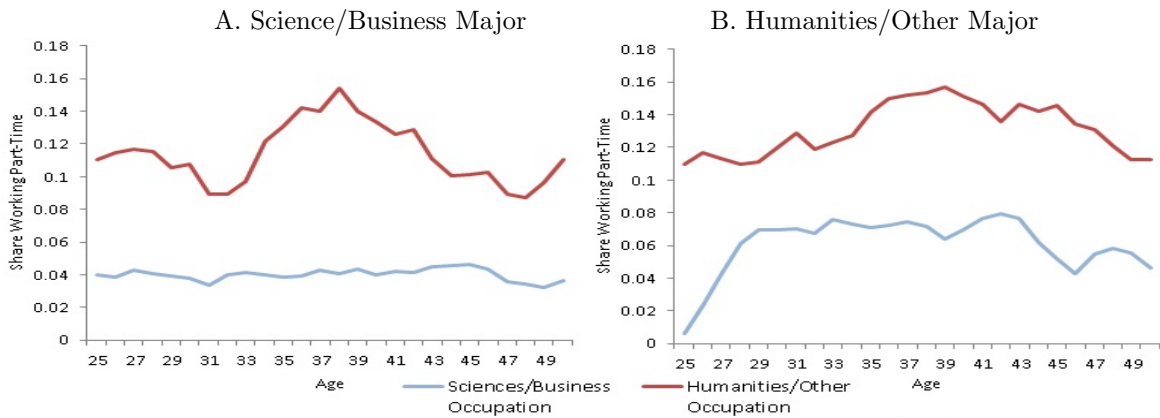 A. Science/Business Major
0.18
0.16
0.14
0.12
0.1
0.08
0.06
0.04
0.02
0
Share Working Part-Time
25 27 29 31 33 35 37 39 41 43 45 47 49
Age
B. Humanities/Other Major
0.18
0.16
0.14
0.12
0.1
0.08
0.06
0.04
0.02
0
Share Working Part-Time
25 27 29 31 33 35 37 39 41 43 45 47 49
Age
Sciences/Business
Occupation
Humanities/Other
Occupation